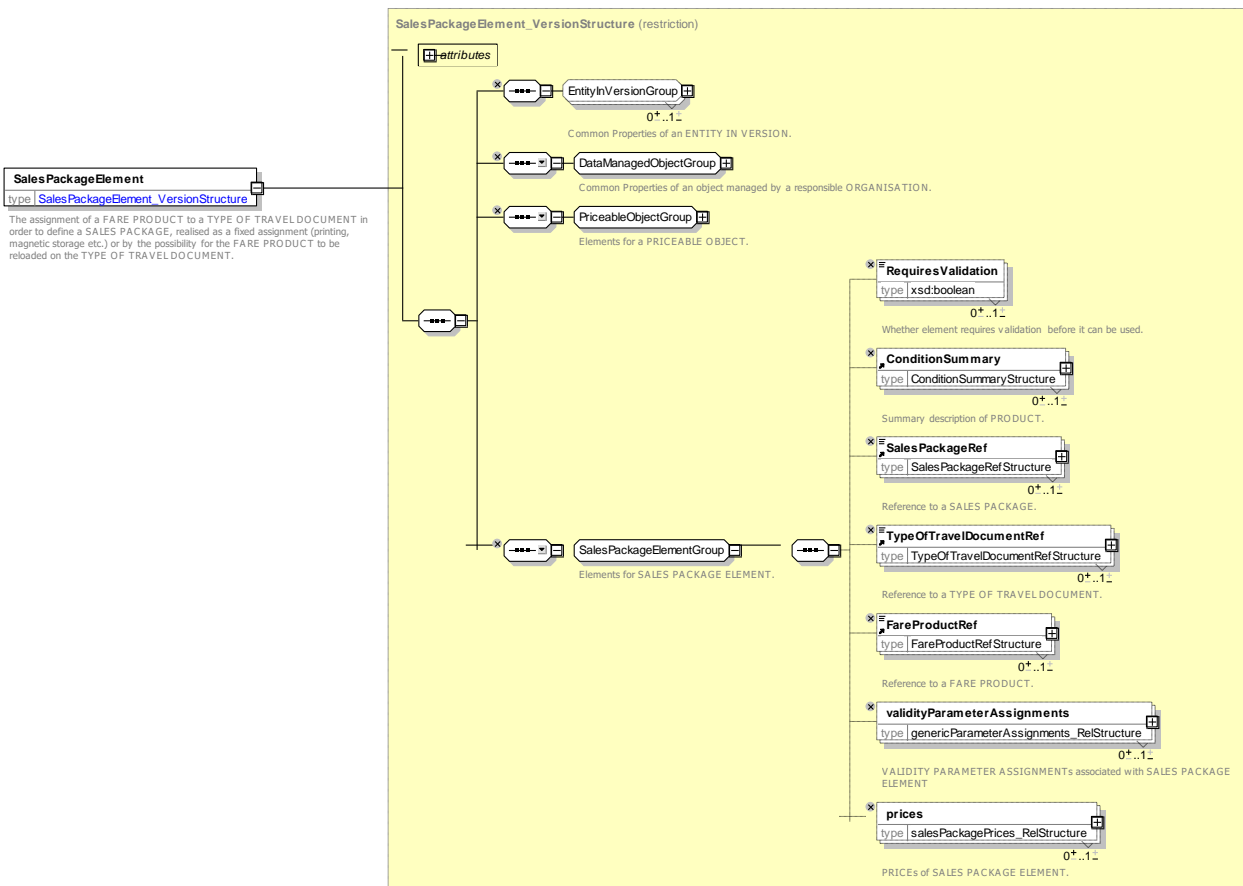 SalesPackageElement_VersionStructure (restriction)
attributes
EntityInVersionGroup
0..1
Common Properties of an ENTITY IN VERSION.
DataManagedObjectGroup
Common Properties of an object managed by a responsible ORGANISATION.
SalesPackageElement
type SalesPackageElement_VersionStructure
The assignment of a FARE PRODUCT to a TYPE OF TRAVEL DOCUMENT in
order to define a SALES PACKAGE, realised as a fixed assignment (printing,
magnetic storage etc.) or by the possibility for the FARE PRODUCT to be
reloaded on the TYPE OF TRAVEL DOCUMENT.
PriceableObjectGroup
Elements for a PRICEABLE OBJECT.
RequiresValidation
type xsd:boolean
0..1
Whether element requires validation before it can be used.
ConditionSummary
type ConditionSummaryStructure
0..1
Summary description of PRODUCT.
SalesPackageRef
type SalesPackageRefStructure
0..1
Reference to a SALES PACKAGE.
SalesPackageElementGroup
Elements for SALES PACKAGE ELEMENT.
TypeOfTravelDocumentRef
type TypeOfTravelDocumentRefStructure
0..1
Reference to a TYPE OF TRAVEL DOCUMENT.
FareProductRef
type FareProductRefStructure
0..1
Reference to a FARE PRODUCT.
validityParameterAssignments
type genericParameterAssignments_RelStructure
0..1
VALIDITY PARAMETER ASSIGNMENTs associated with SALES PACKAGE
ELEMENT
prices
type salesPackagePrices_RelStructure
0..1
PRICEs of SALES PACKAGE ELEMENT.